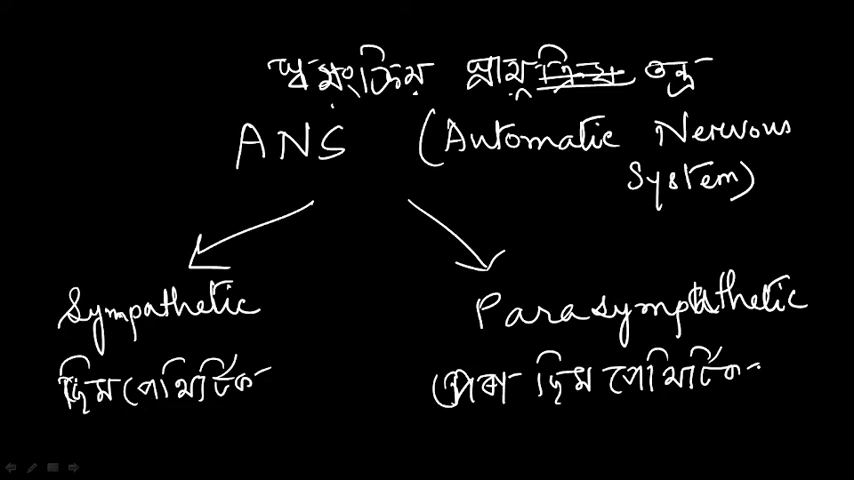 স্বয়ংক্রিয় স্নায়ু তন্ত্র
ANS (Automatic Nervous
System)
Sympathetic Parasympathetic
সিমপেথিটিক পেৰাসিমপেথিটিক